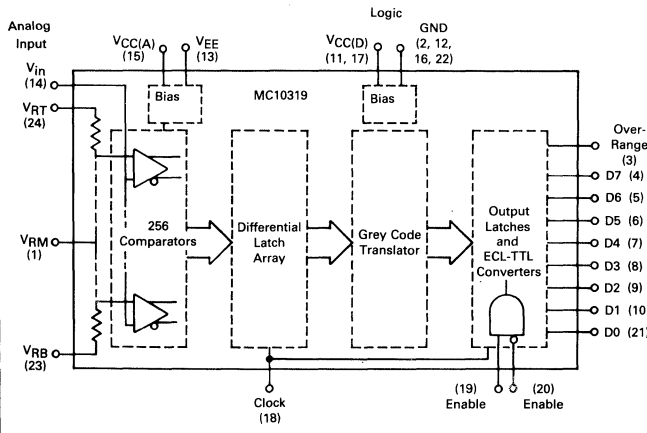 Analog
Input
Logic
VCC(A)
(15)
VEE
(13)
VCC(D)
(11, 17)
GND
(2, 12,
16, 22)
Vin
(14)
VRT
(24)
VRM
(1)
VRB
(23)
Bias
MC10319
Bias
256
Comparators
Differential
Latch
Array
Grey Code
Translator
Output
Latches
and
ECL-TTL
Converters
Over-
Range
(3)
D7 (4)
D6 (5)
D5 (6)
D4 (7)
D3 (8)
D2 (9)
D1 (10
D0 (21)
Clock
(18)
(19)
Enable
(20)
Enable